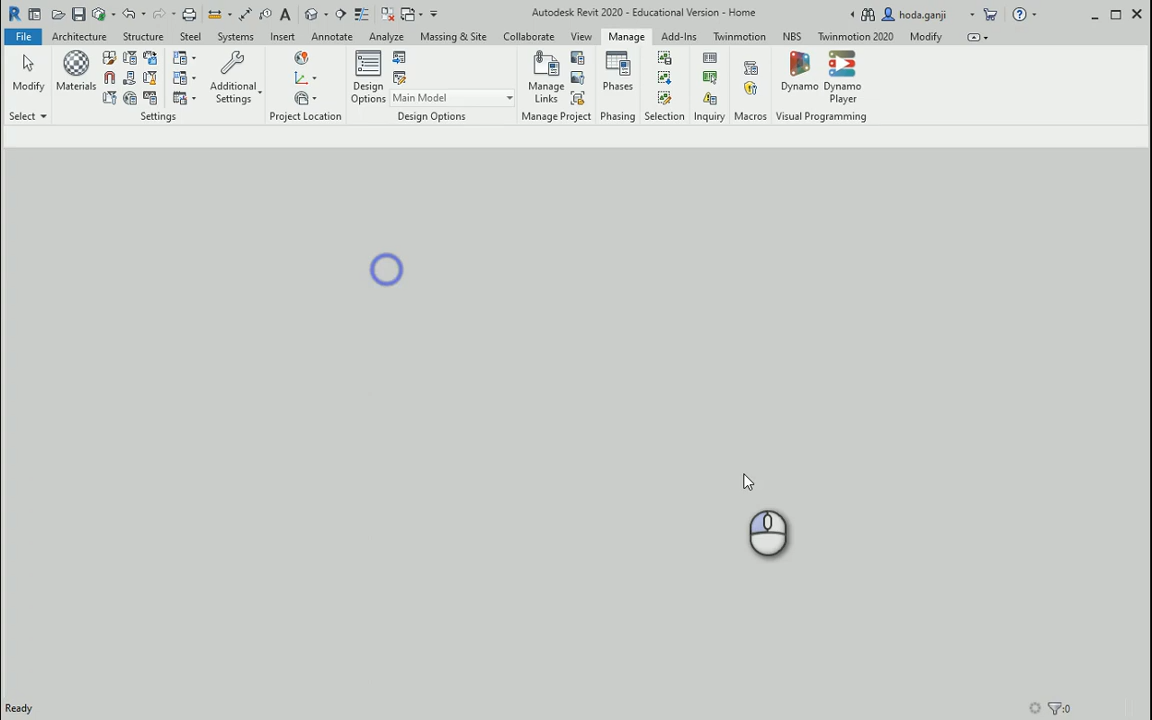 Autodesk Revit 2020 - Educational Version - Home
hoda.ganji
File Architecture Structure Steel Systems Insert Annotate Analyze Massing & Site Collaborate View Manage Add-Ins Twinmotion NBS Twinmotion 2020 Modify
Modify Materials Additional Settings Design Options Main Model Manage Links Phases Dynamo Dynamo Player
Select Settings Project Location Design Options Manage Project Phasing Selection Inquiry Macros Visual Programming
Ready :0